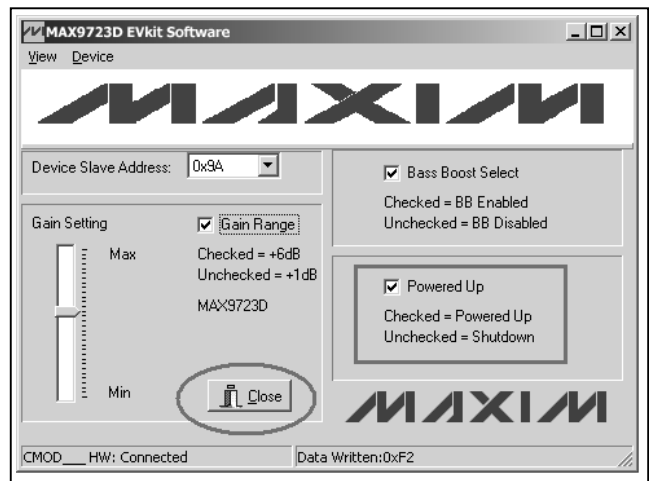 MAX9723D EVkit Software
View Device
MAXIM
Device Slave Address: 0x9A
Bass Boost Select
Checked = BB Enabled
Unchecked = BB Disabled
Gain Setting
Gain Range
Max
Checked = +6dB
Unchecked = +1dB
MAX9723D
Min
Close
Powered Up
Checked = Powered Up
Unchecked = Shutdown
MAXIM
CMOD___ HW: Connected
Data Written:0xF2